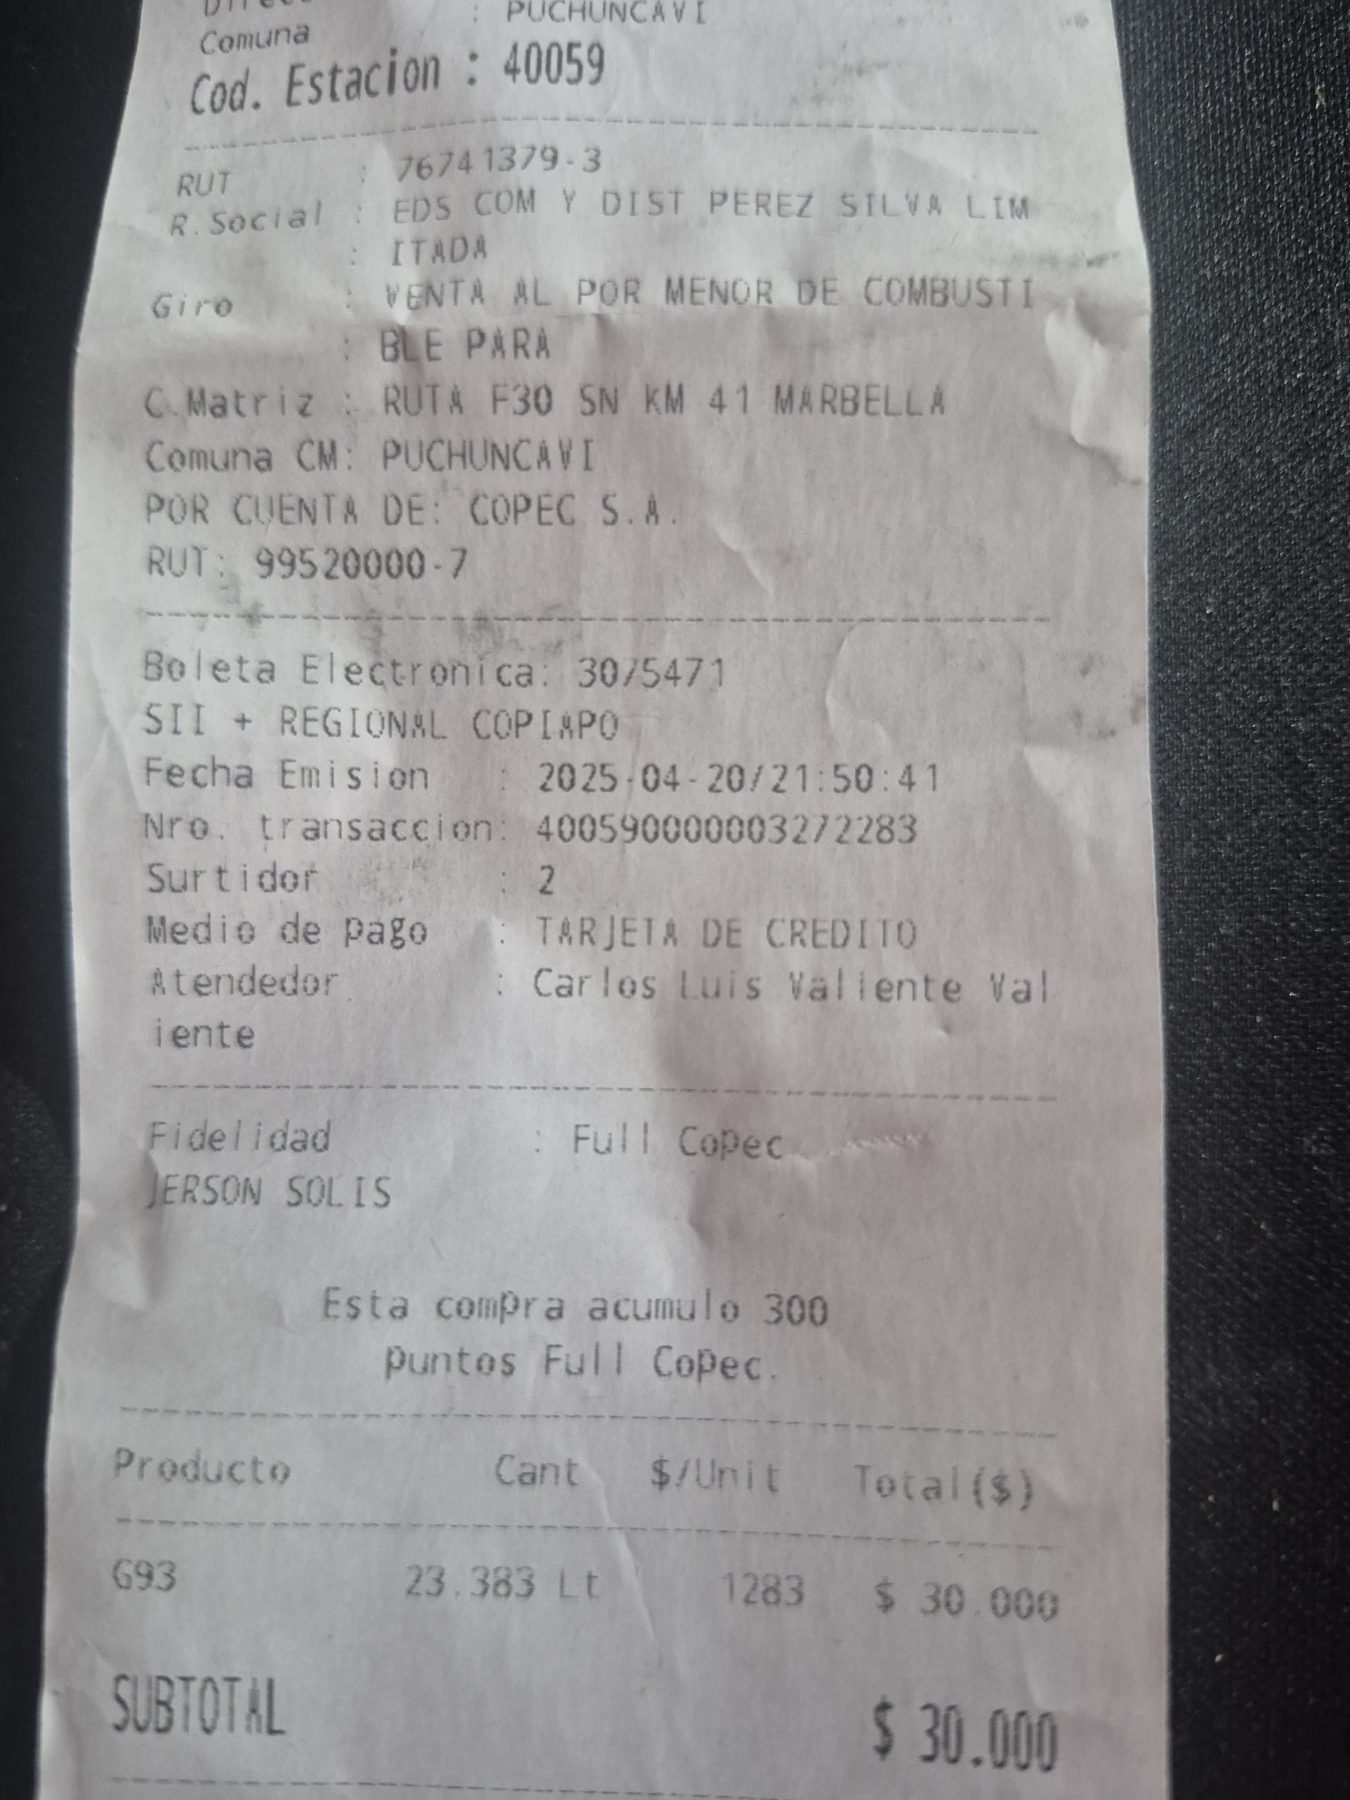 Comuna : PUCHUNCAVI
Cod. Estacion : 40059
RUT : 76741379-3
R.Social : EDS COM Y DIST PEREZ SILVA LIM
: ITADA
Giro : VENTA AL POR MENOR DE COMBUSTI
: BLE PARA
C.Matriz : RUTA F30 SN KM 41 MARBELLA
Comuna CM: PUCHUNCAVI
POR CUENTA DE: COPEC S.A.
RUT: 99520000-7
Boleta Electronica: 3075471
SII + REGIONAL COPIAPO
Fecha Emision : 2025-04-20/21:50:41
Nro. transaccion: 400590000003272283
Surtidor : 2
Medio de pago : TARJETA DE CREDITO
Atendedor : Carlos Luis Valiente Val
iente
Fidelidad : Full Copec
JERSON SOLIS
Esta compra acumulo 300
puntos Full Copec.
Producto Cant $/Unit Total($)
G93 23.383 Lt 1283 $ 30.000
SUBTOTAL $ 30.000